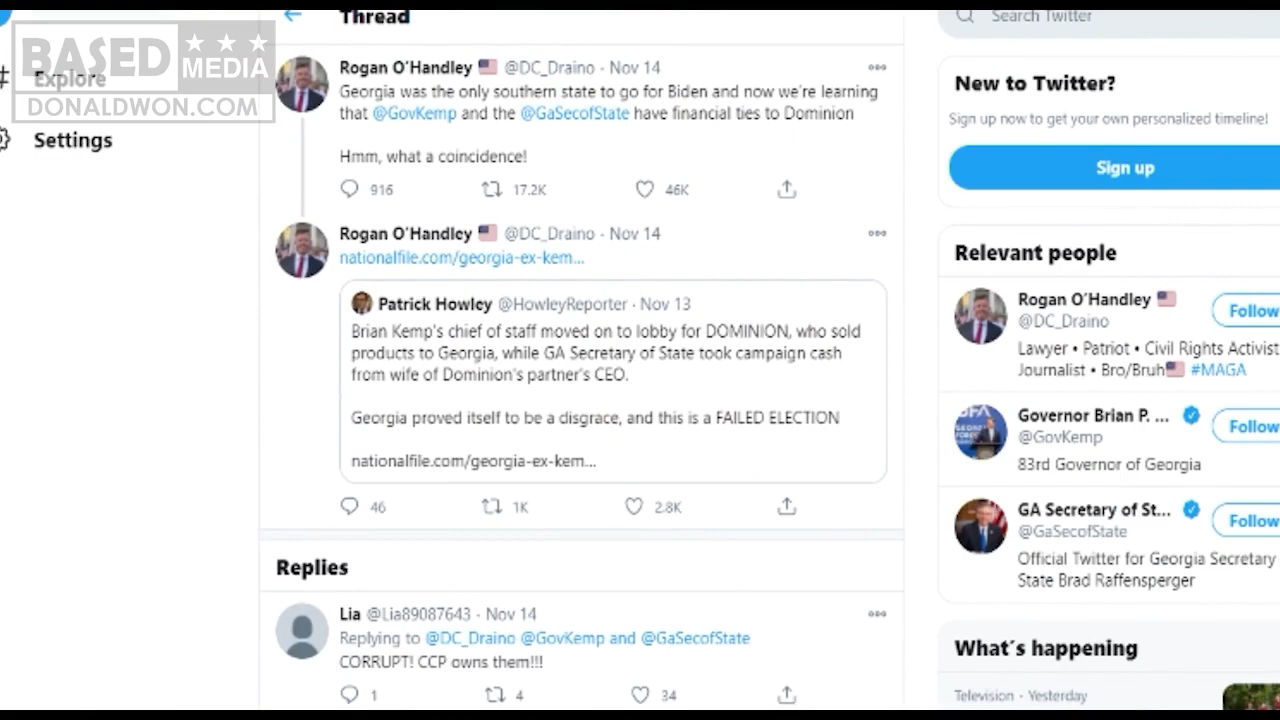 Thread
Search Twitter
BASED
MEDIA
DONALDWON.COM
Explore
Settings
Rogan O'Handley @DC_Draino · Nov 14
Georgia was the only southern state to go for Biden and now we're learning
that @GovKemp and the @GaSecofState have financial ties to Dominion
Hmm, what a coincidence!
916 17.2K 46K
Rogan O'Handley @DC_Draino · Nov 14
nationalfile.com/georgia-ex-kem...
Patrick Howley @HowleyReporter · Nov 13
Brian Kemp's chief of staff moved on to lobby for DOMINION, who sold
products to Georgia, while GA Secretary of State took campaign cash
from wife of Dominion's partner's CEO.
Georgia proved itself to be a disgrace, and this is a FAILED ELECTION
nationalfile.com/georgia-ex-kem...
46 1K 2.8K
Replies
Lia @Lia89087643 · Nov 14
Replying to @DC_Draino @GovKemp and @GaSecofState
CORRUPT! CCP owns them!!!
1 4 34
New to Twitter?
Sign up now to get your own personalized timeline!
Sign up
Relevant people
Rogan O'Handley
Follow
@DC_Draino
Lawyer • Patriot • Civil Rights Activist
Journalist • Bro/Bruh #MAGA
Governor Brian P. ...
Follow
@GovKemp
83rd Governor of Georgia
GA Secretary of St...
Follow
@GaSecofState
Official Twitter for Georgia Secretary
State Brad Raffensperger
What's happening
Television · Yesterday